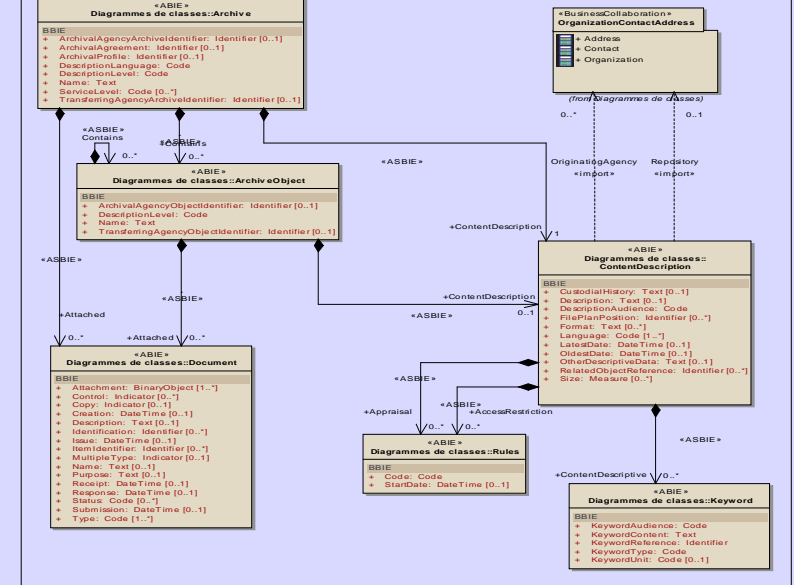 «ABIE»
Diagrammes de classes::Archive
BBIE
+ ArchivalAgencyArchiveIdentifier: Identifier [0..1]
+ ArchivalAgreement: Identifier [0..1]
+ ArchivalProfile: Identifier [0..1]
+ DescriptionLanguage: Code
+ DescriptionLevel: Code
+ Name: Text
+ ServiceLevel: Code [0..*]
+ TransferringAgencyArchiveIdentifier: Identifier [0..1]
«BusinessCollaboration»
OrganizationContactAddress
+ Address
+ Contact
+ Organization
(from Diagrammes de classes)
0..*
0..1
«ASBIE»
Contains
0..*
«ASBIE»
+Contains
0..*
«ASBIE»
OriginatingAgency
«import»
Repository
«import»
«ABIE»
Diagrammes de classes::ArchiveObject
BBIE
+ ArchivalAgencyObjectIdentifier: Identifier [0..1]
+ DescriptionLevel: Code
+ Name: Text
+ TransferringAgencyObjectIdentifier: Identifier [0..1]
+ContentDescription
1
«ASBIE»
+Attached
0..*
«ASBIE»
+Attached
0..*
+ContentDescription
0..1
«ASBIE»
«ABIE»
Diagrammes de classes::
ContentDescription
BBIE
+ CustodialHistory: Text [0..1]
+ Description: Text [0..1]
+ DescriptionAudience: Code
+ FilePlanPosition: Identifier [0..*]
+ Format: Text [0..*]
+ Language: Code [1..*]
+ LatestDate: DateTime [0..1]
+ OldestDate: DateTime [0..1]
+ OtherDescriptiveData: Text [0..1]
+ RelatedObjectReference: Identifier [0..*]
+ Size: Measure [0..*]
«ABIE»
Diagrammes de classes::Document
BBIE
+ Attachment: BinaryObject [1..*]
+ Control: Indicator [0..1]
+ Copy: Indicator [0..1]
+ Creation: DateTime [0..1]
+ Description: Text [0..1]
+ Identification: Identifier [0..1]
+ Issue: DateTime [0..1]
+ ItemIdentifier: Identifier [0..*]
+ MultipleType: Indicator [0..1]
+ Name: Text [0..1]
+ Purpose: Text [0..1]
+ Receipt: DateTime [0..1]
+ Response: DateTime [0..1]
+ Status: Code [0..*]
+ Submission: DateTime [0..1]
+ Type: Code [1..*]
«ASBIE»
+Appraisal
0..*
«ASBIE»
+AccessRestriction
0..*
«ABIE»
Diagrammes de classes::Rules
BBIE
+ Code: Code
+ StartDate: DateTime [0..1]
«ASBIE»
+ContentDescriptive
0..*
«ABIE»
Diagrammes de classes::Keyword
BBIE
+ KeywordAudience: Code
+ KeywordContent: Text
+ KeywordReference: Identifier
+ KeywordType: Code
+ KeywordUnit: Code [0..1]